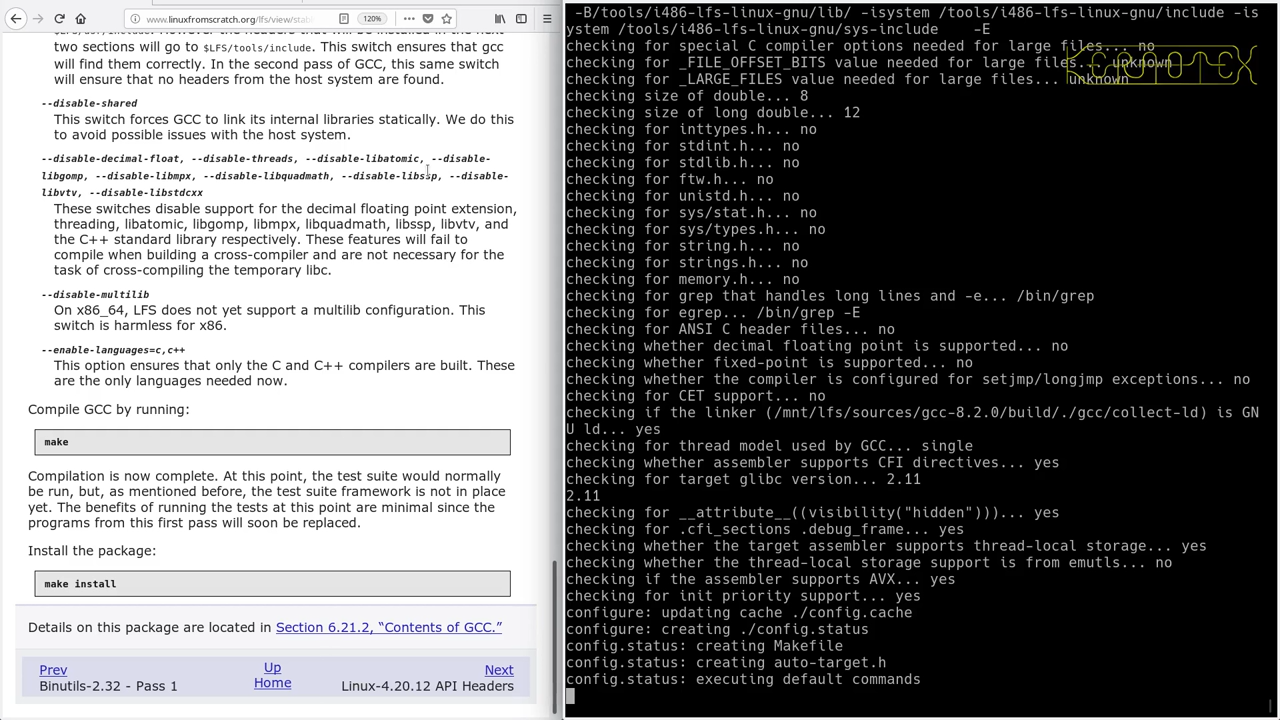 www.linuxfromscratch.org/lfs/view/stab
120%
two sections will go to $LFS/tools/include. This switch ensures that gcc
will find them correctly. In the second pass of GCC, this same switch
will ensure that no headers from the host system are found.
--disable-shared
This switch forces GCC to link its internal libraries statically. We do this
to avoid possible issues with the host system.
--disable-decimal-float, --disable-threads, --disable-libatomic, --disable-
libgomp, --disable-libmpx, --disable-libquadmath, --disable-libssp, --disable-
libvtv, --disable-libstdcxx
These switches disable support for the decimal floating point extension,
threading, libatomic, libgomp, libmpx, libquadmath, libssp, libvtv, and
the C++ standard library respectively. These features will fail to
compile when building a cross-compiler and are not necessary for the
task of cross-compiling the temporary libc.
--disable-multilib
On x86_64, LFS does not yet support a multilib configuration. This
switch is harmless for x86.
--enable-languages=c,c++
This option ensures that only the C and C++ compilers are built. These
are the only languages needed now.
Compile GCC by running:
make
Compilation is now complete. At this point, the test suite would normally
be run, but, as mentioned before, the test suite framework is not in place
yet. The benefits of running the tests at this point are minimal since the
programs from this first pass will soon be replaced.
Install the package:
make install
Details on this package are located in Section 6.21.2, “Contents of GCC.”
Prev
Up
Next
Binutils-2.32 - Pass 1
Home
Linux-4.20.12 API Headers
-B/tools/i486-lfs-linux-gnu/lib/ -isystem /tools/i486-lfs-linux-gnu/include -is
ystem /tools/i486-lfs-linux-gnu/sys-include    -E
checking for special C compiler options needed for large files... no
checking for _FILE_OFFSET_BITS value needed for large files... unknown
checking for _LARGE_FILES value needed for large files... unknown
checking size of double... 8
checking size of long double... 12
checking for inttypes.h... no
checking for stdint.h... no
checking for stdlib.h... no
checking for ftw.h... no
checking for unistd.h... no
checking for sys/stat.h... no
checking for sys/types.h... no
checking for string.h... no
checking for strings.h... no
checking for memory.h... no
checking for grep that handles long lines and -e... /bin/grep
checking for egrep... /bin/grep -E
checking for ANSI C header files... no
checking whether decimal floating point is supported... no
checking whether fixed-point is supported... no
checking whether the compiler is configured for setjmp/longjmp exceptions... no
checking for CET support... no
checking if the linker (/mnt/lfs/sources/gcc-8.2.0/build/./gcc/collect-ld) is GN
U ld... yes
checking for thread model used by GCC... single
checking whether assembler supports CFI directives... yes
checking for target glibc version... 2.11
2.11
checking for __attribute__((visibility("hidden")))... yes
checking for .cfi_sections .debug_frame... yes
checking whether the target assembler supports thread-local storage... yes
checking whether the thread-local storage support is from emutls... no
checking if the assembler supports AVX... yes
checking for init priority support... yes
configure: updating cache ./config.cache
configure: creating ./config.status
config.status: creating Makefile
config.status: creating auto-target.h
config.status: executing default commands